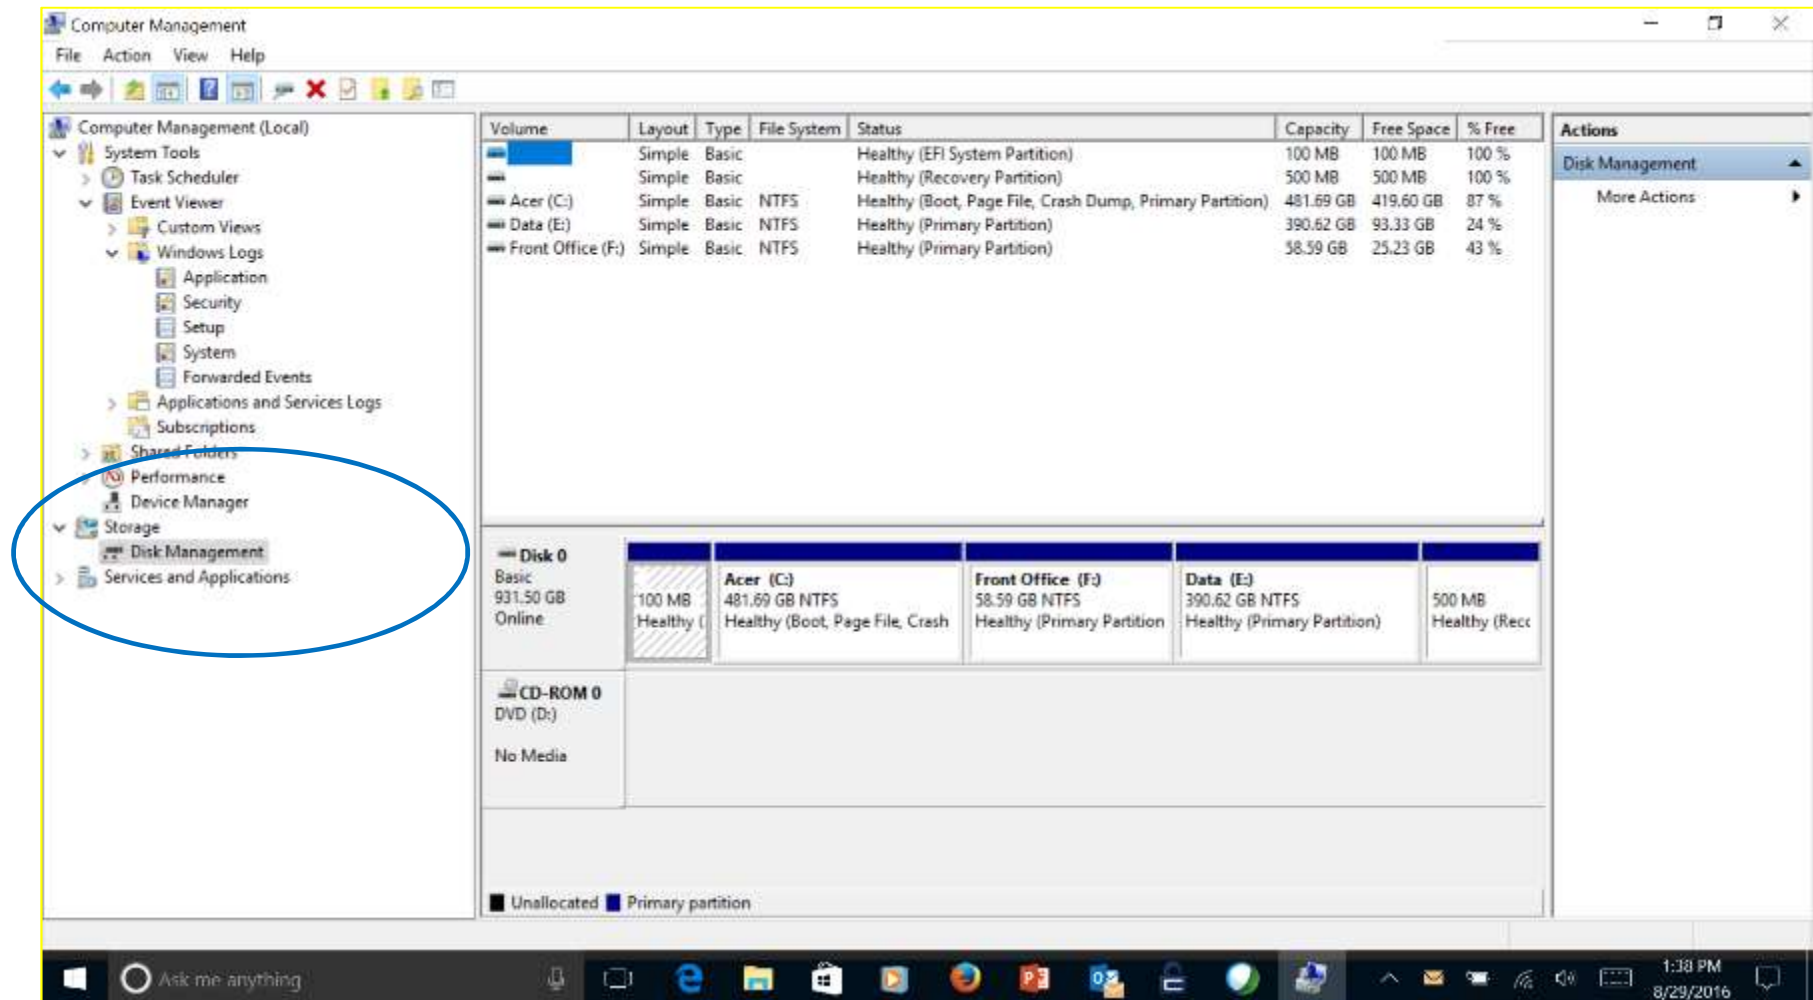 Computer Management
File Action View Help
Computer Management (Local)
System Tools
Task Scheduler
Event Viewer
Custom Views
Windows Logs
Application
Security
Setup
System
Forwarded Events
Applications and Services Logs
Subscriptions
Shared Folders
Performance
Device Manager
Storage
Disk Management
Services and Applications
Volume Layout Type File System Status Capacity Free Space % Free
Simple Basic Healthy (EFI System Partition) 100 MB 100 MB 100 %
Simple Basic Healthy (Recovery Partition) 500 MB 500 MB 100 %
Acer (C:) Simple Basic NTFS Healthy (Boot, Page File, Crash Dump, Primary Partition) 481.69 GB 419.60 GB 87 %
Data (E:) Simple Basic NTFS Healthy (Primary Partition) 390.62 GB 93.33 GB 24 %
Front Office (F:) Simple Basic NTFS Healthy (Primary Partition) 58.59 GB 25.23 GB 43 %
Disk 0
Basic
931.50 GB
Online
100 MB
Healthy (
Acer (C:)
481.69 GB NTFS
Healthy (Boot, Page File, Crash
Front Office (F:)
58.59 GB NTFS
Healthy (Primary Partition
Data (E:)
390.62 GB NTFS
Healthy (Primary Partition)
500 MB
Healthy (Recc
CD-ROM 0
DVD (D:)
No Media
Unallocated Primary partition
Actions
Disk Management
More Actions
Ask me anything
1:38 PM
8/29/2016